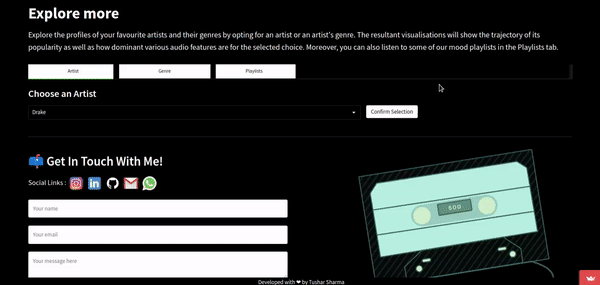 Explore more
Explore the profiles of your favourite artists and their genres by opting for an artist or an artist's genre. The resultant visualisations will show the trajectory of its
popularity as well as how dominant various audio features are for the selected choice. Moreover, you can also listen to some of our mood playlists in the Playlists tab.
Artist Genre Playlists
Choose an Artist
Drake Confirm Selection
📫 Get In Touch With Me!
Social Links :
Your name
Your email
Your message here
Developed with ❤ by Tushar Sharma